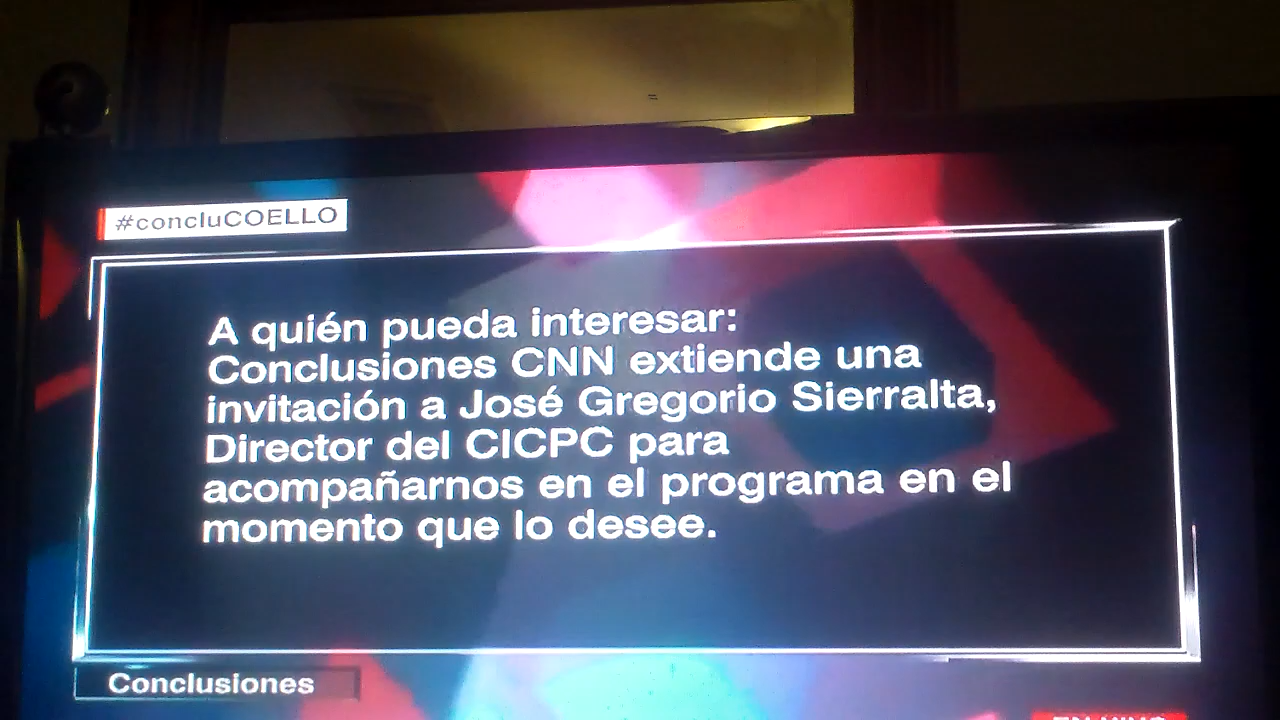 #concluCOELLO
A quién pueda interesar:
Conclusiones CNN extiende una
invitación a José Gregorio Sierralta,
Director del CICPC para
acompañarnos en el programa en el
momento que lo desee.
Conclusiones